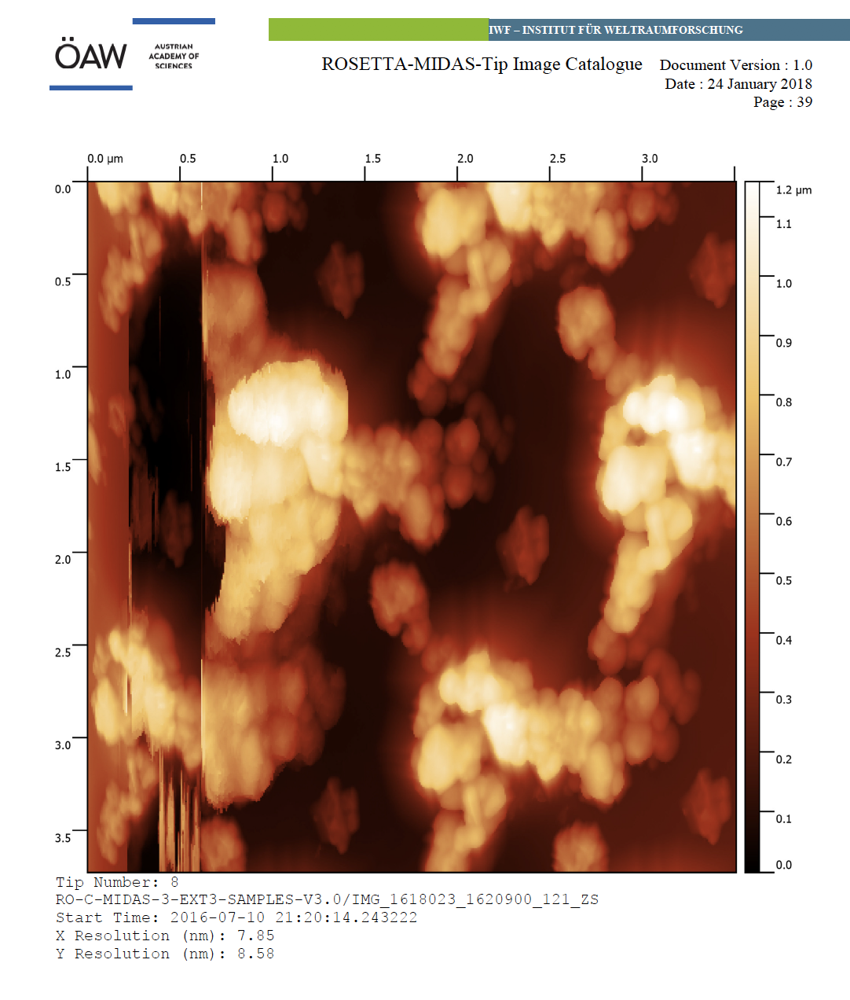 ÖAW
AUSTRIAN
ACADEMY OF
SCIENCES
IWF – INSTITUT FÜR WELTRAUMFORSCHUNG
ROSETTA-MIDAS-Tip Image Catalogue
Document Version : 1.0
Date : 24 January 2018
Page : 39
0.0 µm 0.5 1.0 1.5 2.0 2.5 3.0
0.0
0.5
1.0
1.5
2.0
2.5
3.0
3.5
1.2 µm
1.1
1.0
0.9
0.8
0.7
0.6
0.5
0.4
0.3
0.2
0.1
0.0
Tip Number: 8
RO-C-MIDAS-3-EXT3-SAMPLES-V3.0/IMG_1618023_1620900_121_ZS
Start Time: 2016-07-10 21:20:14.243222
X Resolution (nm): 7.85
Y Resolution (nm): 8.58